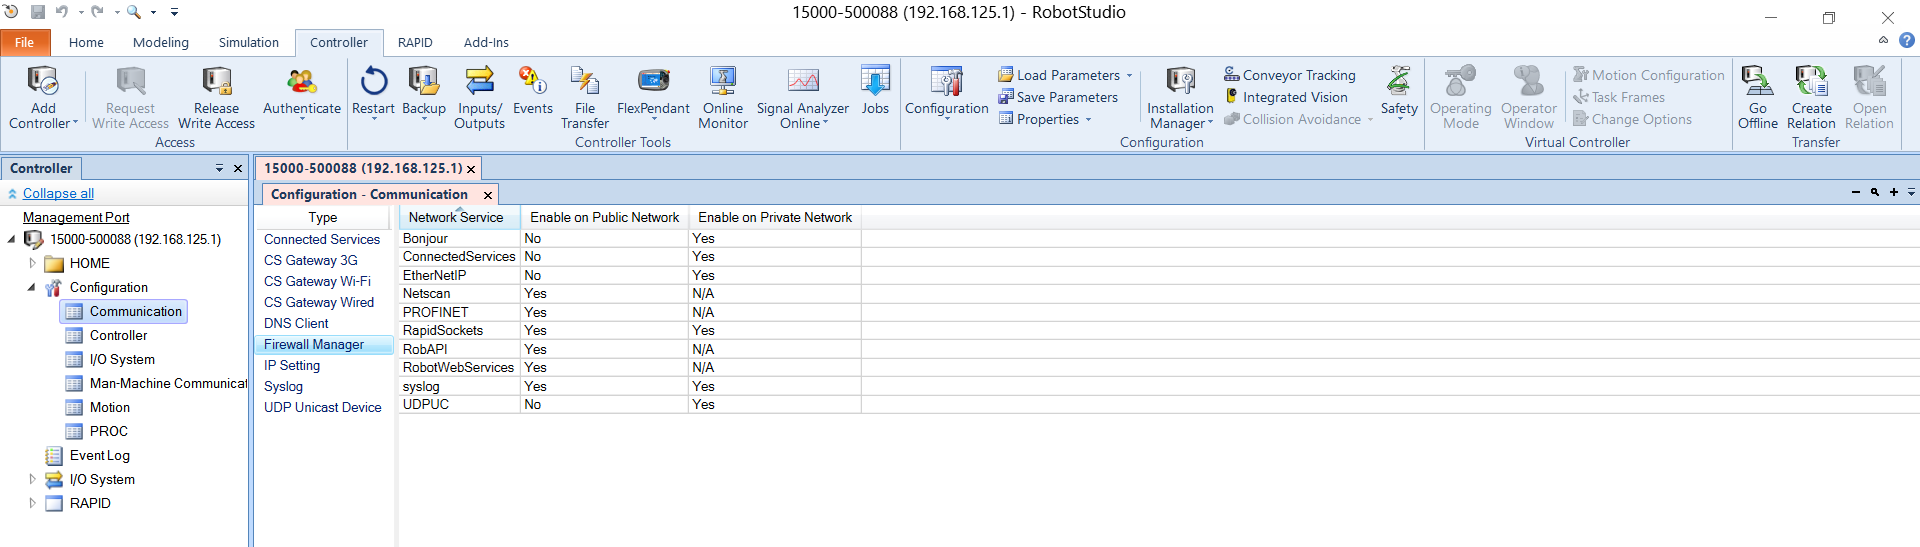 15000-500088 (192.168.125.1) - RobotStudio
File Home Modeling Simulation Controller RAPID Add-Ins
Add Controller Request Write Access Release Write Access Authenticate
Access
Restart Backup Inputs/ Outputs Events File Transfer FlexPendant Online Monitor Signal Analyzer Online Jobs
Controller Tools
Configuration Load Parameters Save Parameters Properties Installation Manager Conveyor Tracking Integrated Vision Collision Avoidance Safety
Configuration
Operating Mode Operator Window Motion Configuration Task Frames Change Options
Virtual Controller
Go Offline Create Relation Open Relation
Transfer
Controller
Collapse all
Management Port
15000-500088 (192.168.125.1)
HOME
Configuration
Communication
Controller
I/O System
Man-Machine Communicat
Motion
PROC
Event Log
I/O System
RAPID
15000-500088 (192.168.125.1)
Configuration - Communication
Type
Connected Services
CS Gateway 3G
CS Gateway Wi-Fi
CS Gateway Wired
DNS Client
Firewall Manager
IP Setting
Syslog
UDP Unicast Device
Network Service Enable on Public Network Enable on Private Network
Bonjour No Yes
ConnectedServices No Yes
EtherNetIP No Yes
Netscan Yes N/A
PROFINET Yes N/A
RapidSockets Yes Yes
RobAPI Yes N/A
RobotWebServices Yes N/A
syslog Yes Yes
UDPUC No Yes